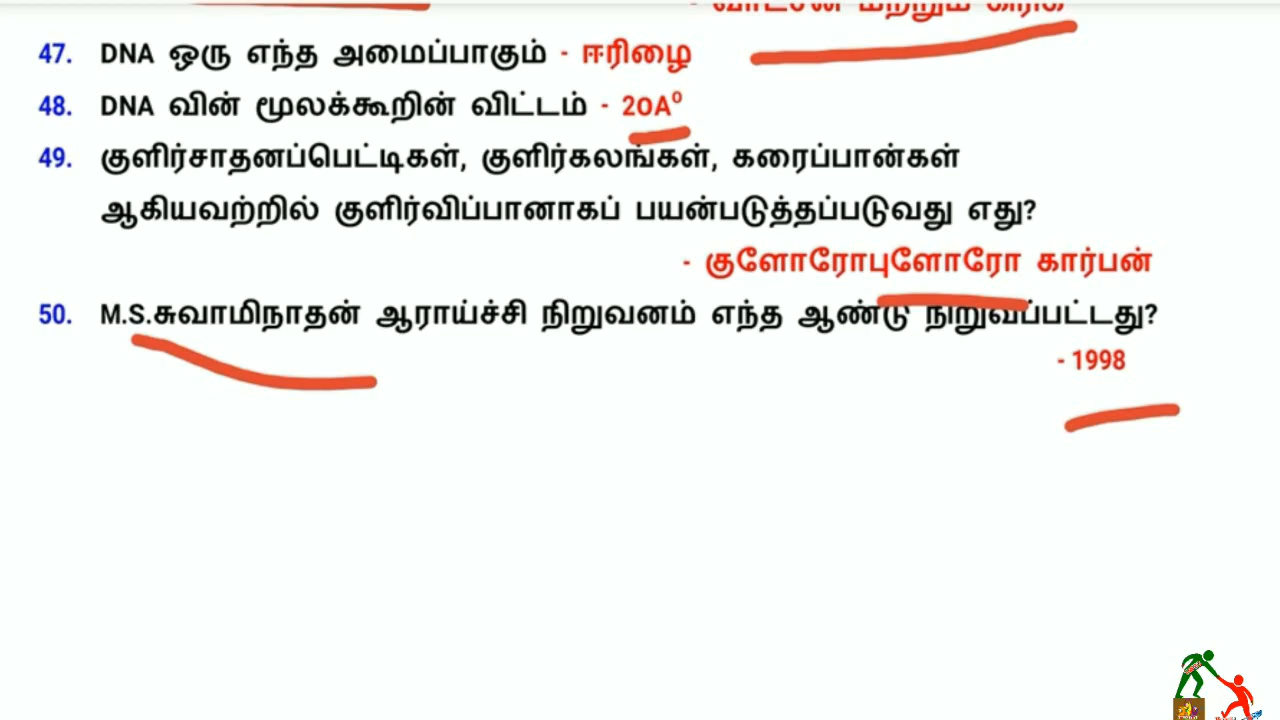 47. DNA ஒரு எந்த அமைப்பாகும் - ஈரிழை
48. DNA வின் மூலக்கூறின் விட்டம் - 20A⁰
49. குளிர்சாதனப்பெட்டிகள், குளிர்கலங்கள், கரைப்பான்கள்
ஆகியவற்றில் குளிர்விப்பானாகப் பயன்படுத்தப்படுவது எது?
- குளோரோபுளோரோ கார்பன்
50. M.S.சுவாமிநாதன் ஆராய்ச்சி நிறுவனம் எந்த ஆண்டு நிறுவப்பட்டது?
- 1998